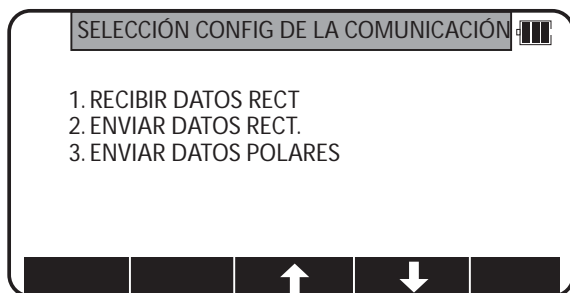 SELECCIÓN CONFIG DE LA COMUNICACIÓN
1. RECIBIR DATOS RECT
2. ENVIAR DATOS RECT.
3. ENVIAR DATOS POLARES